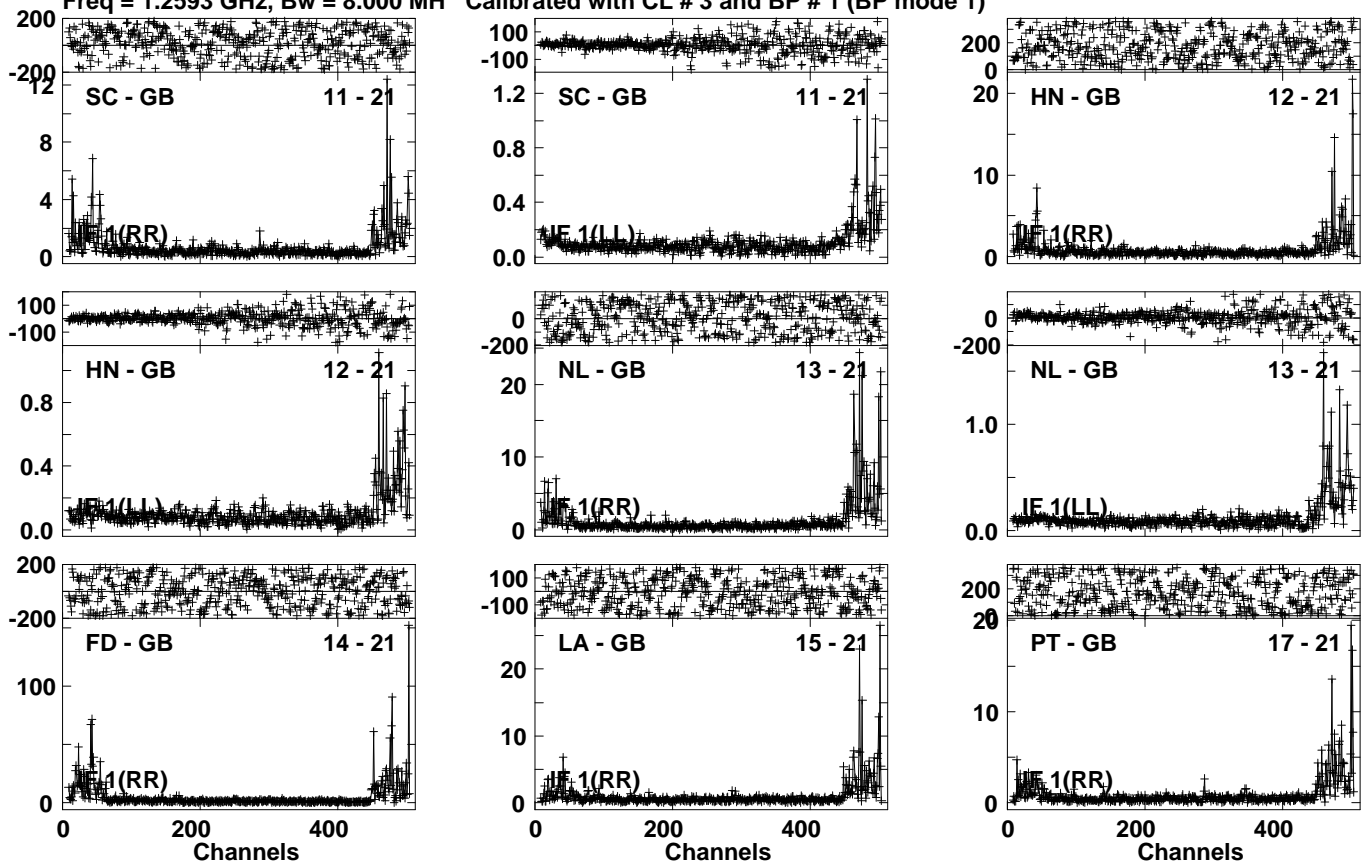 Freq = 1.2593 GHz, Bw = 8.000 MH Calibrated with CL # 3 and BP # 1 (BP mode 1)
200
-200
12
8
4
0
SC - GB 11 - 21
IF 1(RR)
100
-100
1.2
0.8
0.4
0.0
SC - GB 11 - 21
IF 1(LL)
200
0
20
10
0
HN - GB 12 - 21
IF 1(RR)
100
-100
0.8
0.4
0.0
HN - GB 12 - 21
IF 1(LL)
0
-200
20
10
0
NL - GB 13 - 21
IF 1(RR)
0
-200
1.0
0.0
NL - GB 13 - 21
IF 1(LL)
200
-200
100
0
FD - GB 14 - 21
IF 1(RR)
0 200 400
Channels
100
-100
20
10
0
LA - GB 15 - 21
IF 1(RR)
0 200 400
Channels
200
0
20
10
0
PT - GB 17 - 21
IF 1(RR)
0 200 400
Channels